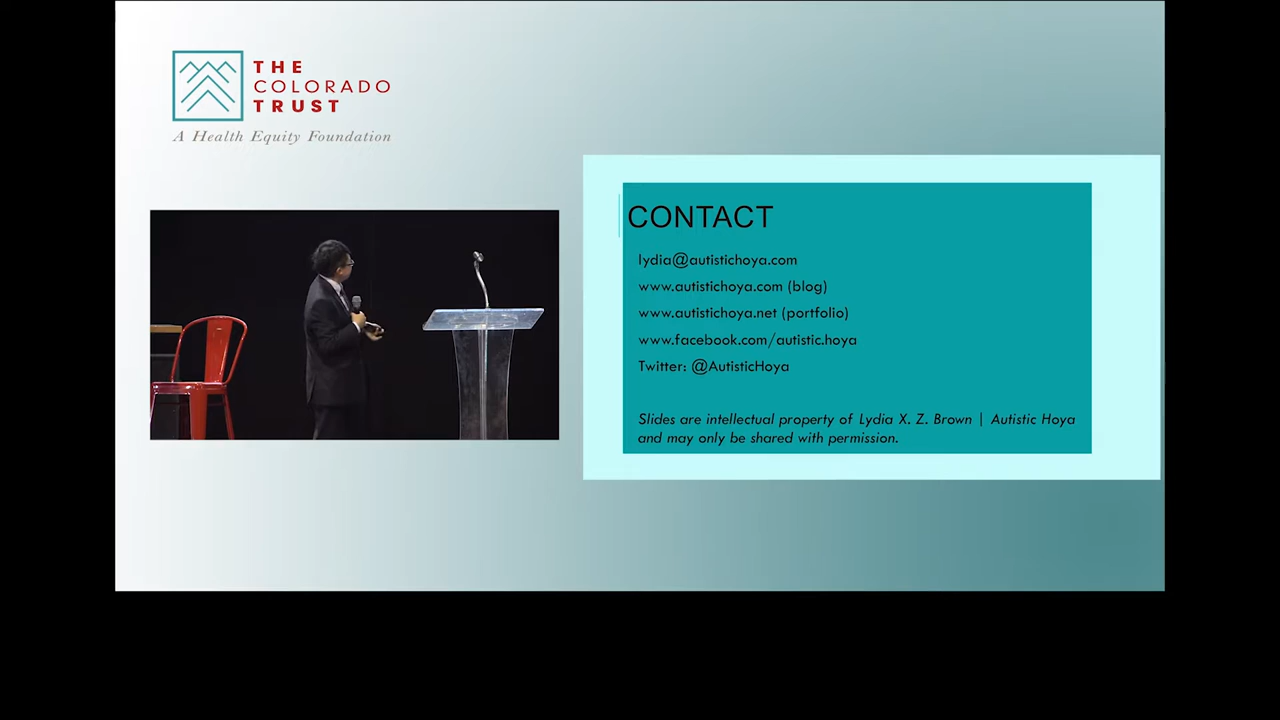 THE
COLORADO
TRUST
A Health Equity Foundation
CONTACT
lydia@autistichoya.com
www.autistichoya.com (blog)
www.autistichoya.net (portfolio)
www.facebook.com/autistic.hoya
Twitter: @AutisticHoya
Slides are intellectual property of Lydia X. Z. Brown | Autistic Hoya
and may only be shared with permission.